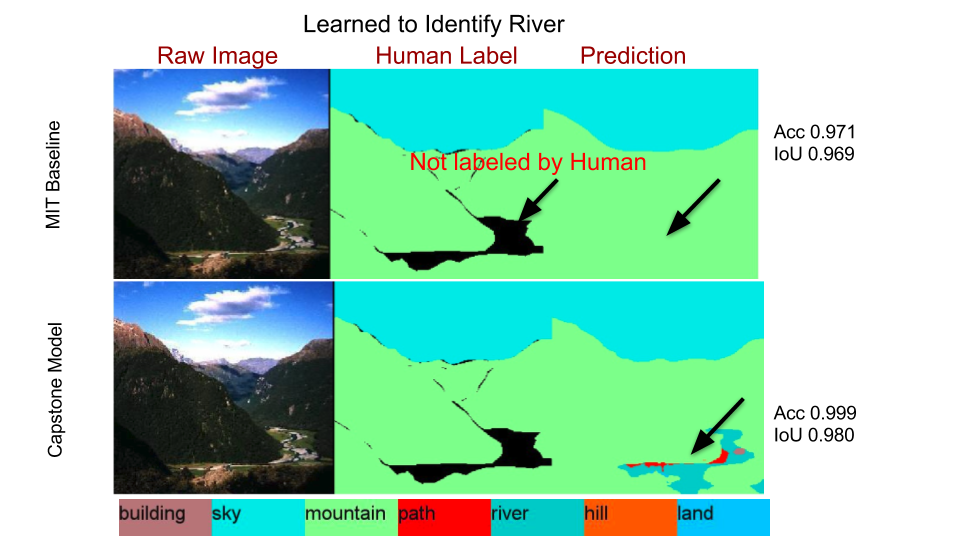 Learned to Identify River
Raw Image
Human Label
Prediction
MIT Baseline
Not labeled by Human
Acc 0.971
IoU 0.969
Capstone Model
Acc 0.999
IoU 0.980
building sky mountain path river hill land